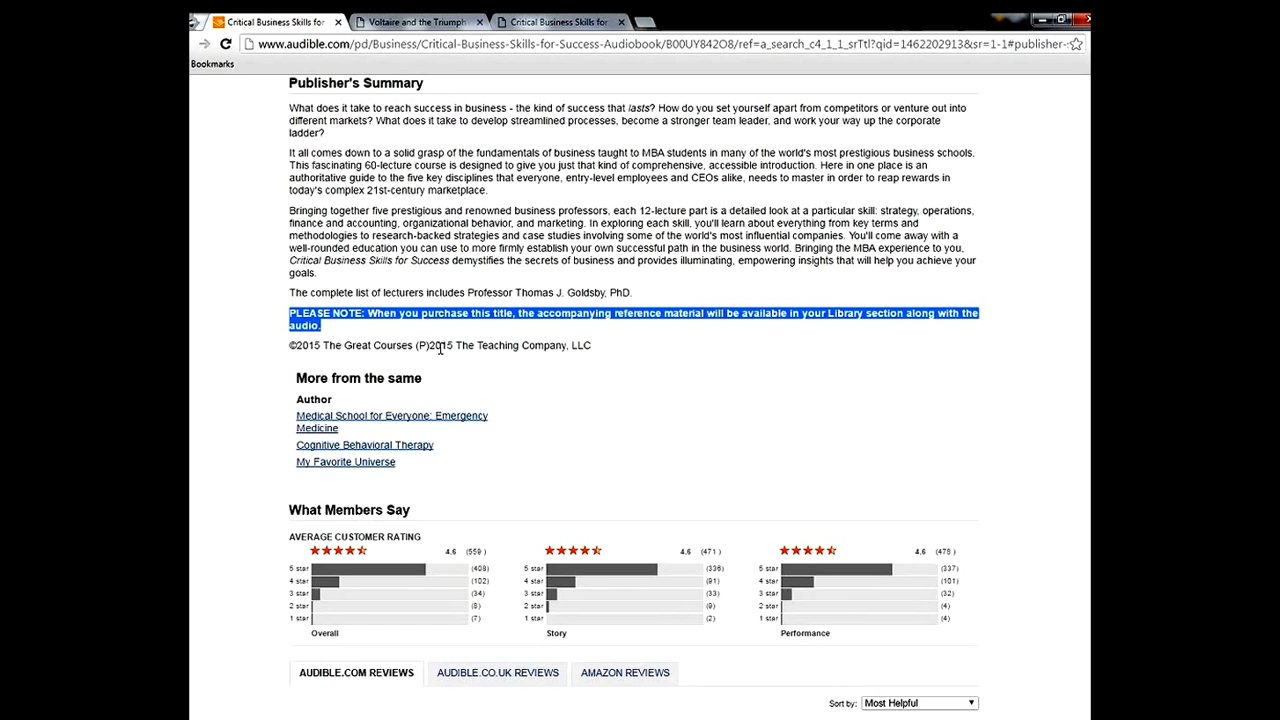 Critical Business Skills for
Voltaire and the Triumph
Critical Business Skills for
www.audible.com/pd/Business/Critical-Business-Skills-for-Success-Audiobook/B00UY842O8/ref=a_search_c4_1_1_srTtl?qid=1462202913&sr=1-1#publisher-
Bookmarks
Publisher's Summary
What does it take to reach success in business - the kind of success that lasts? How do you set yourself apart from competitors or venture out into
different markets? What does it take to develop streamlined processes, become a stronger team leader, and work your way up the corporate
ladder?
It all comes down to a solid grasp of the fundamentals of business taught to MBA students in many of the world's most prestigious business schools.
This fascinating 60-lecture course is designed to give you just that kind of comprehensive, accessible introduction. Here in one place is an
authoritative guide to the five key disciplines that everyone, entry-level employees and CEOs alike, needs to master in order to reap rewards in
today's complex 21st-century marketplace.
Bringing together five prestigious and renowned business professors, each 12-lecture part is a detailed look at a particular skill: strategy, operations,
finance and accounting, organizational behavior, and marketing. In exploring each skill, you'll learn about everything from key terms and
methodologies to research-backed strategies and case studies involving some of the world's most influential companies. You'll come away with a
well-rounded education you can use to more firmly establish your own successful path in the business world. Bringing the MBA experience to you,
Critical Business Skills for Success demystifies the secrets of business and provides illuminating, empowering insights that will help you achieve your
goals.
The complete list of lecturers includes Professor Thomas J. Goldsby, PhD.
PLEASE NOTE: When you purchase this title, the accompanying reference material will be available in your Library section along with the
audio.
©2015 The Great Courses (P)2015 The Teaching Company, LLC
More from the same
Author
Medical School for Everyone: Emergency
Medicine
Cognitive Behavioral Therapy
My Favorite Universe
What Members Say
AVERAGE CUSTOMER RATING
4.6 (559 ) 4.6 (471 ) 4.6 (478 )
5 star (408) 5 star (336) 5 star (337)
4 star (102) 4 star (91) 4 star (101)
3 star (34) 3 star (33) 3 star (32)
2 star (8) 2 star (9) 2 star (4)
1 star (7) 1 star (2) 1 star (4)
Overall Story Performance
AUDIBLE.COM REVIEWS AUDIBLE.CO.UK REVIEWS AMAZON REVIEWS
Sort by: Most Helpful